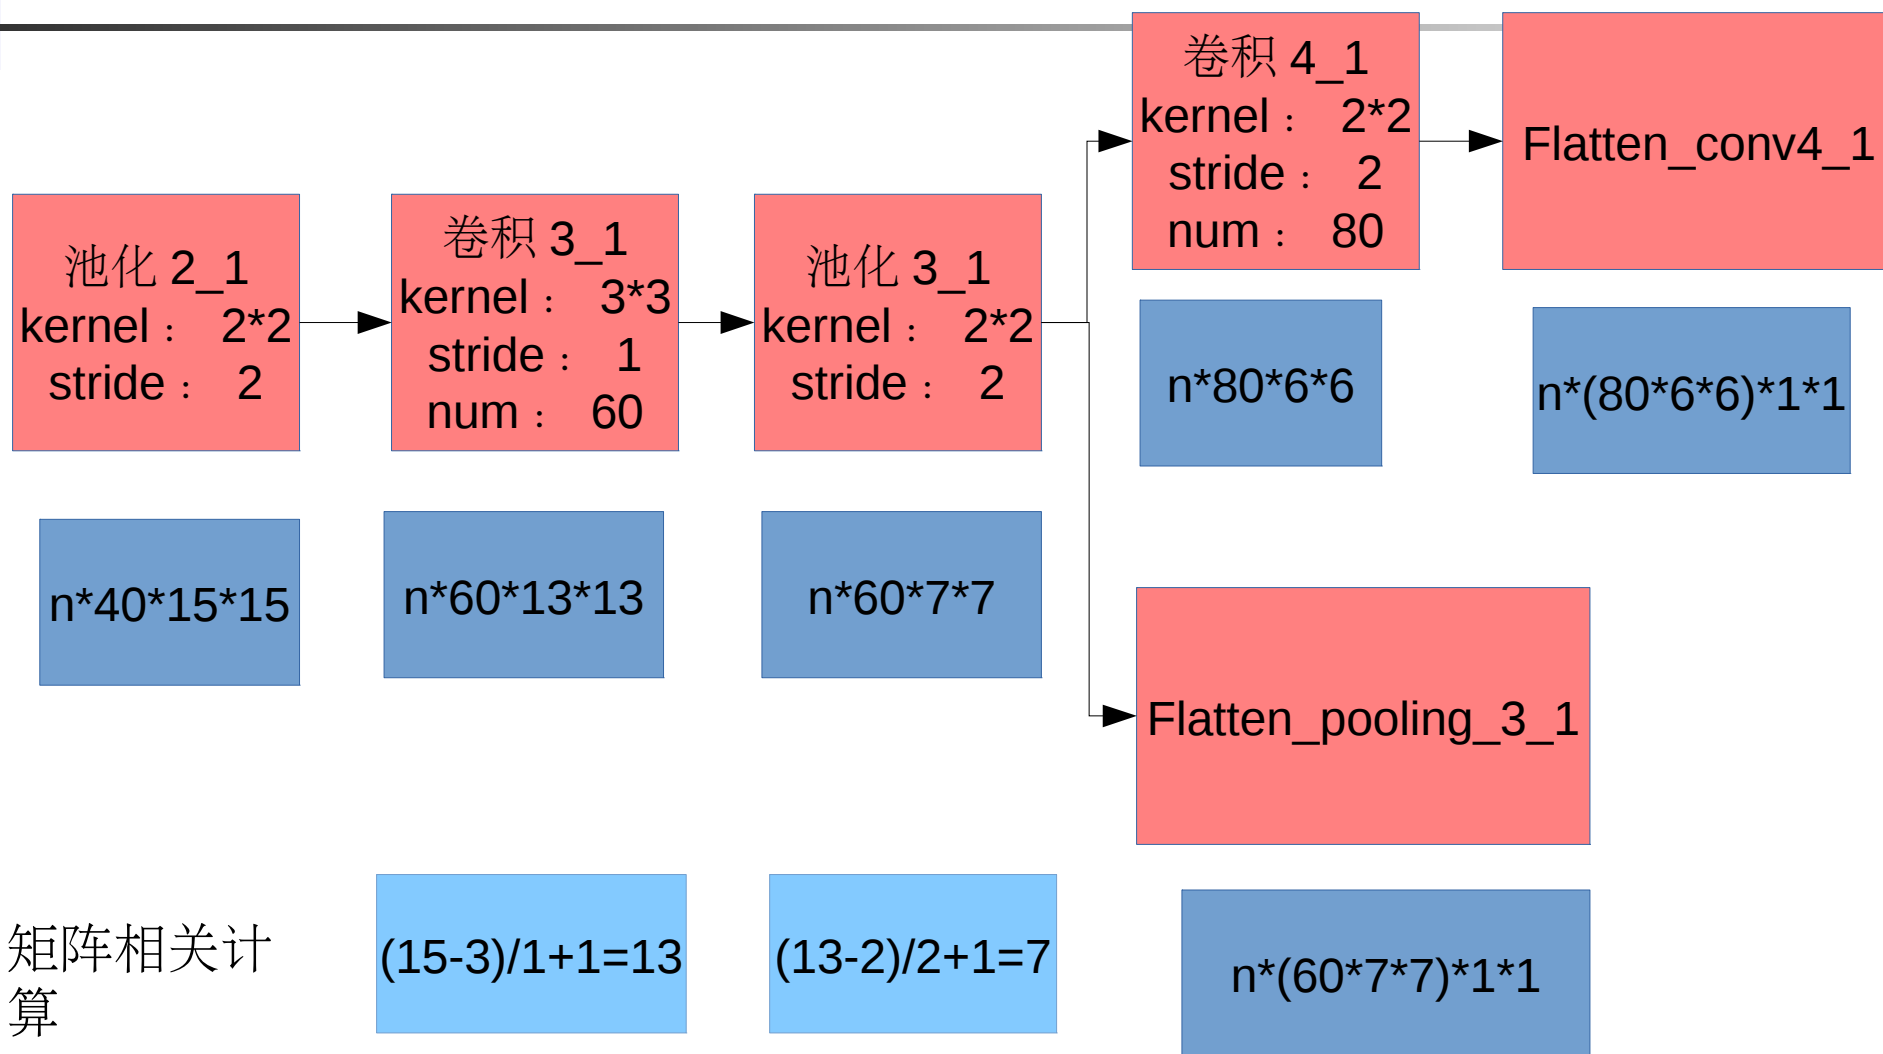 卷积 4_1
kernel： 2*2
stride： 2
num： 80
Flatten_conv4_1
池化 2_1
kernel： 2*2
stride： 2
卷积 3_1
kernel： 3*3
stride： 1
num： 60
池化 3_1
kernel： 2*2
stride： 2
n*80*6*6
n*(80*6*6)*1*1
n*40*15*15
n*60*13*13
n*60*7*7
Flatten_pooling_3_1
矩阵相关计
算
(15-3)/1+1=13
(13-2)/2+1=7
n*(60*7*7)*1*1